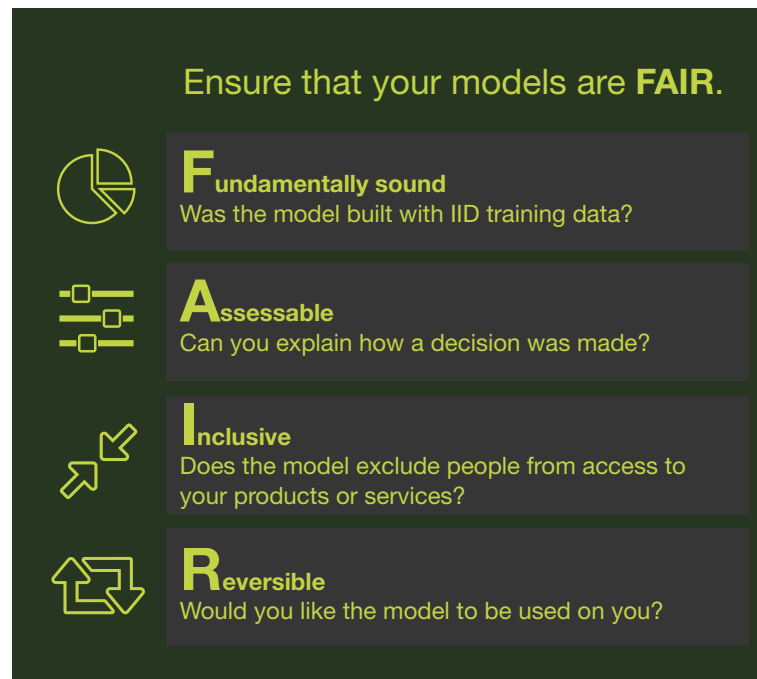 Ensure that your models are FAIR.
Fundamentally sound
Was the model built with IID training data?
Assessable
Can you explain how a decision was made?
Inclusive
Does the model exclude people from access to
your products or services?
Reversible
Would you like the model to be used on you?